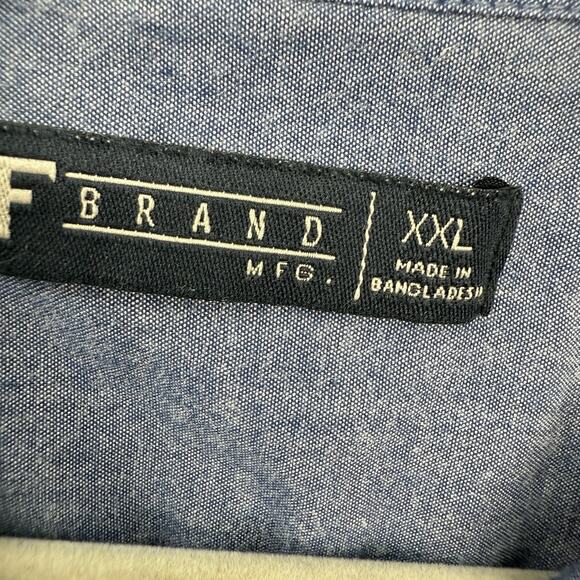 F
BRAND
MFG.
XXL
MADE IN
BANGLADESH